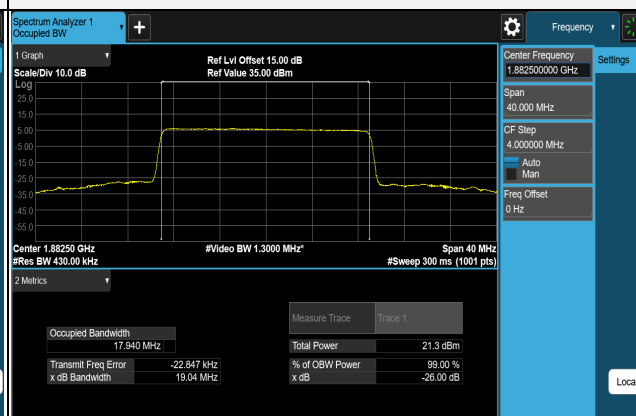 Spectrum Analyzer 1
Occupied BW
Frequency
1 Graph
Scale/Div 10.0 dB
Ref Lvl Offset 15.00 dB
Ref Value 35.00 dBm
Log
25.0
15.0
5.00
-5.00
-15.0
-25.0
-35.0
-45.0
-55.0
Center 1.88250 GHz
#Res BW 430.00 kHz
#Video BW 1.3000 MHz*
Span 40 MHz
#Sweep 300 ms (1001 pts)
2 Metrics
Measure Trace Trace 1
Occupied Bandwidth
17.940 MHz
Total Power 21.3 dBm
Transmit Freq Error -22.847 kHz
% of OBW Power 99.00 %
x dB Bandwidth 19.04 MHz
x dB -26.00 dB
Center Frequency
1.882500000 GHz
Settings
Span
40.000 MHz
CF Step
4.000000 MHz
Auto
Man
Freq Offset
0 Hz
Loca